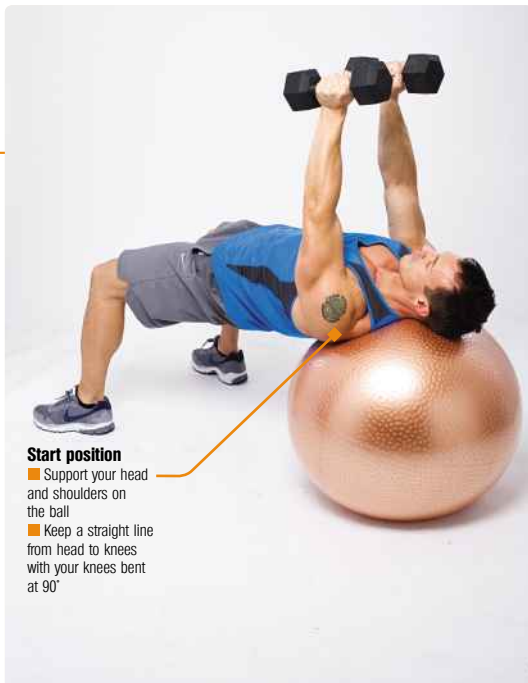 Start position
■ Support your head
and shoulders on
the ball
■ Keep a straight line
from head to knees
with your knees bent
at 90˚